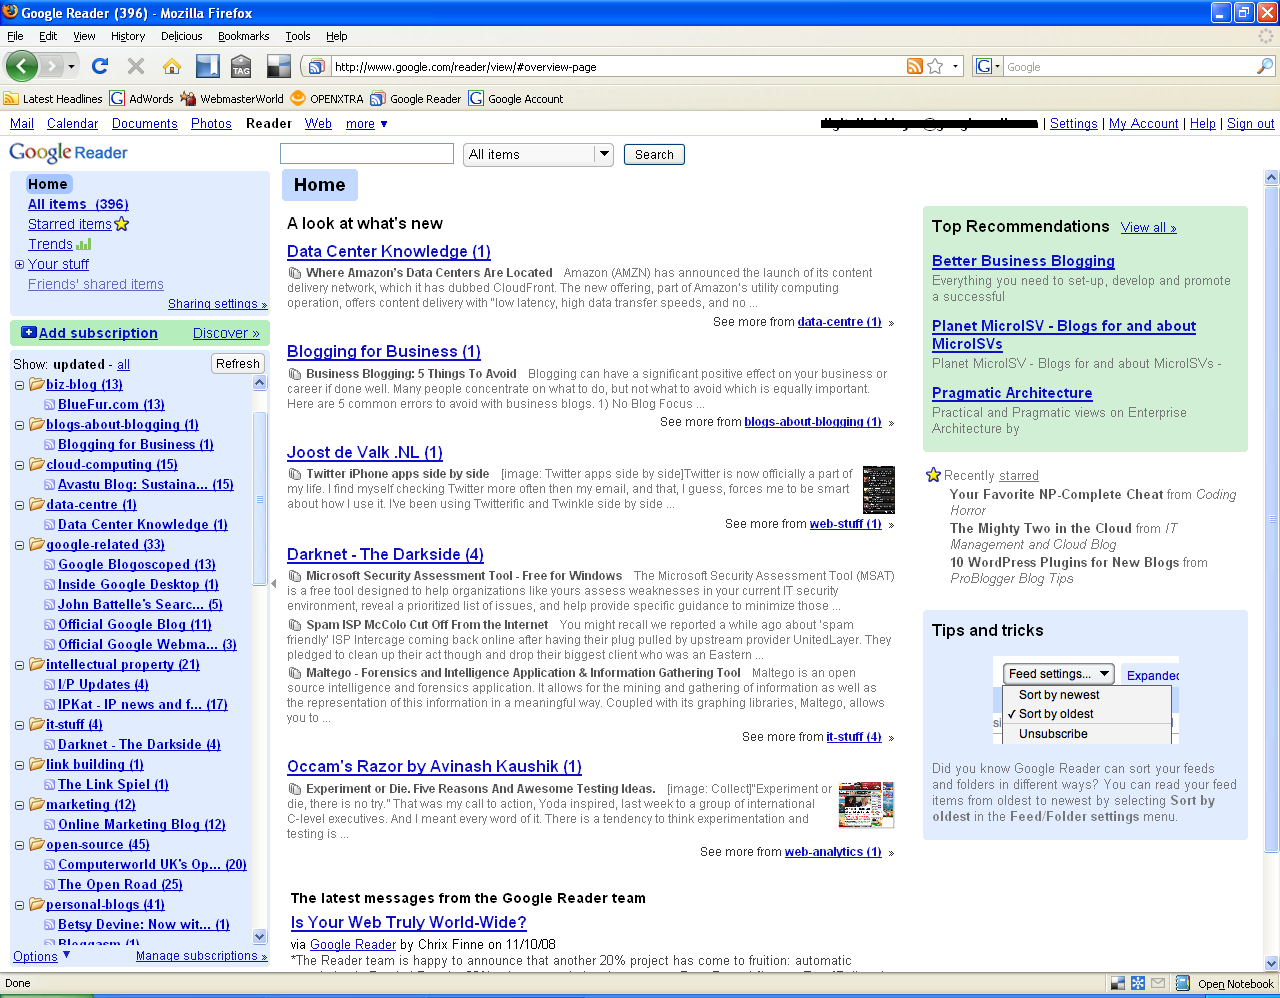 Google Reader (396) - Mozilla Firefox
File Edit View History Delicious Bookmarks Tools Help
TAG
http://www.google.com/reader/view/#overview-page
Google
Latest Headlines AdWords WebmasterWorld OPENXTRA Google Reader Google Account
Mail Calendar Documents Photos Reader Web more ▼
| Settings | My Account | Help | Sign out
Google Reader
All items
Search
Home
All items (396)
Starred items
Trends
Your stuff
Friends' shared items
Sharing settings »
Add subscription Discover »
Show: updated - all Refresh
biz-blog (13)
BlueFur.com (13)
blogs-about-blogging (1)
Blogging for Business (1)
cloud-computing (15)
Avastu Blog: Sustaina... (15)
data-centre (1)
Data Center Knowledge (1)
google-related (33)
Google Blogoscoped (13)
Inside Google Desktop (1)
John Battelle's Searc... (5)
Official Google Blog (11)
Official Google Webma... (3)
intellectual property (21)
I/P Updates (4)
IPKat - IP news and f... (17)
it-stuff (4)
Darknet - The Darkside (4)
link building (1)
The Link Spiel (1)
marketing (12)
Online Marketing Blog (12)
open-source (45)
Computerworld UK's Op... (20)
The Open Road (25)
personal-blogs (41)
Betsy Devine: Now wit... (1)
Bloggasm (1)
Options ▼ Manage subscriptions »
Home
A look at what's new
Data Center Knowledge (1)
Where Amazon's Data Centers Are Located Amazon (AMZN) has announced the launch of its content
delivery network, which it has dubbed CloudFront. The new offering, part of Amazon's utility computing
operation, offers content delivery with "low latency, high data transfer speeds, and no ...
See more from data-centre (1) »
Blogging for Business (1)
Business Blogging: 5 Things To Avoid Blogging can have a significant positive effect on your business or
career if done well. Many people concentrate on what to do, but not what to avoid which is equally important.
Here are 5 common errors to avoid with business blogs. 1) No Blog Focus ...
See more from blogs-about-blogging (1) »
Joost de Valk .NL (1)
Twitter iPhone apps side by side [image: Twitter apps side by side]Twitter is now officially a part of
my life. I find myself checking Twitter more often then my email, and that, I guess, forces me to be smart
about how I use it. I've been using Twitterific and Twinkle side by side ...
See more from web-stuff (1) »
Darknet - The Darkside (4)
Microsoft Security Assessment Tool - Free for Windows The Microsoft Security Assessment Tool (MSAT)
is a free tool designed to help organizations like yours assess weaknesses in your current IT security
environment, reveal a prioritized list of issues, and help provide specific guidance to minimize those ...
Spam ISP McColo Cut Off From the Internet You might recall we reported a while ago about 'spam
friendly' ISP Intercage coming back online after having their plug pulled by upstream provider UnitedLayer. They
pledged to clean up their act though and drop their biggest client who was an Eastern ...
Maltego - Forensics and Intelligence Application & Information Gathering Tool Maltego is an open
source intelligence and forensics application. It allows for the mining and gathering of information as well as
the representation of this information in a meaningful way. Coupled with its graphing libraries, Maltego, allows
you to ...
See more from it-stuff (4) »
Occam's Razor by Avinash Kaushik (1)
Experiment or Die. Five Reasons And Awesome Testing Ideas. [image: Collect]"Experiment or
die, there is no try." That was my call to action, Yoda inspired, last week to a group of international
C-level executives. And I meant every word of it. There is a tendency to think experimentation and
testing is ...
See more from web-analytics (1) »
The latest messages from the Google Reader team
Is Your Web Truly World-Wide?
via Google Reader by Chrix Finne on 11/10/08
*The Reader team is happy to announce that another 20% project has come to fruition: automatic
Top Recommendations View all »
Better Business Blogging
Everything you need to set-up, develop and promote
a successful
Planet MicroISV - Blogs for and about
MicroISVs
Planet MicroISV - Blogs for and about MicroISVs -
Pragmatic Architecture
Practical and Pragmatic views on Enterprise
Architecture by
Recently starred
Your Favorite NP-Complete Cheat from Coding
Horror
The Mighty Two in the Cloud from IT
Management and Cloud Blog
10 WordPress Plugins for New Blogs from
ProBlogger Blog Tips
Tips and tricks
Feed settings... Expanded
Sort by newest
✓ Sort by oldest
Unsubscribe
Did you know Google Reader can sort your feeds
and folders in different ways? You can read your feed
items from oldest to newest by selecting Sort by
oldest in the Feed/Folder settings menu.
Done
Open Notebook